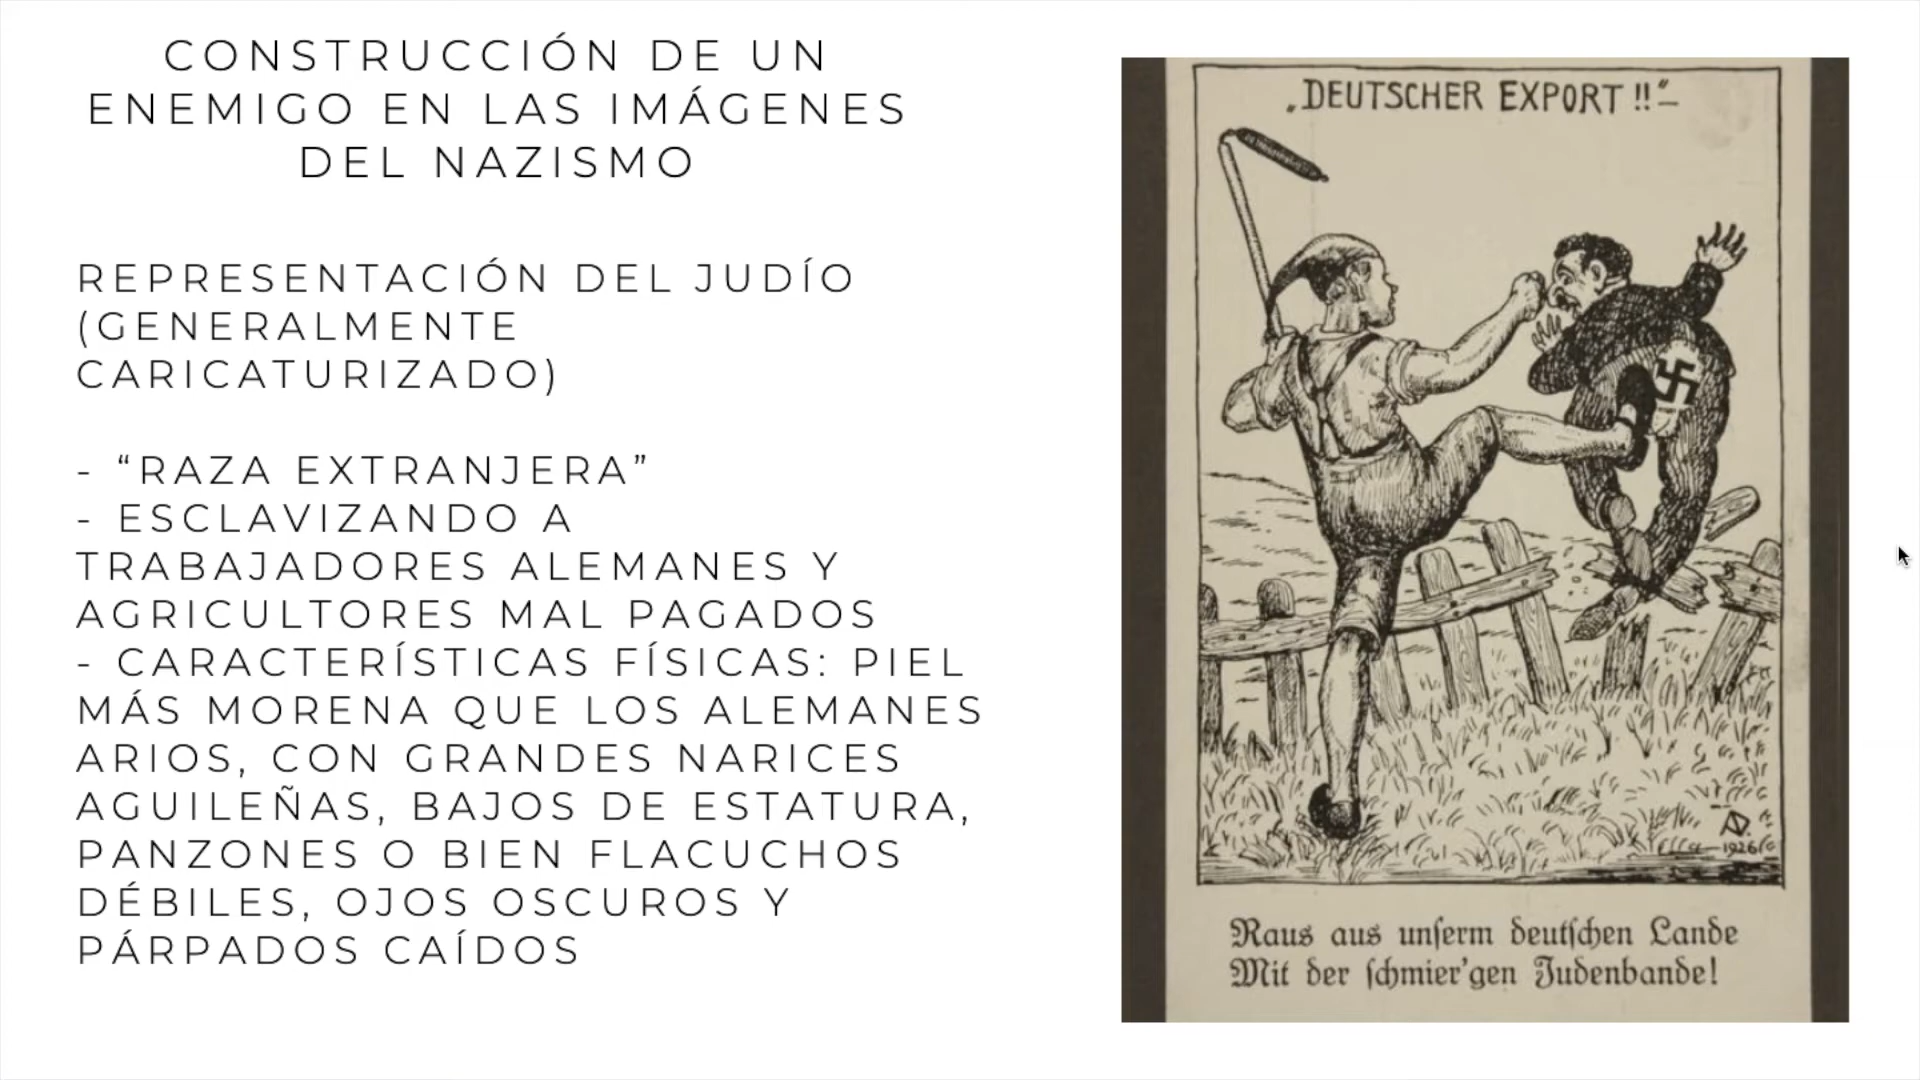 CONSTRUCCIÓN DE UN
ENEMIGO EN LAS IMÁGENES
DEL NAZISMO
REPRESENTACIÓN DEL JUDÍO
(GENERALMENTE
CARICATURIZADO)
- “RAZA EXTRANJERA”
- ESCLAVIZANDO A
TRABAJADORES ALEMANES Y
AGRICULTORES MAL PAGADOS
- CARACTERÍSTICAS FÍSICAS: PIEL
MÁS MORENA QUE LOS ALEMANES
ARIOS, CON GRANDES NARICES
AGUILEÑAS, BAJOS DE ESTATURA,
PANZONES O BIEN FLACUCHOS
DÉBILES, OJOS OSCUROS Y
PÁRPADOS CAÍDOS
„DEUTSCHER EXPORT!!“–
1926
Raus aus unserm deutschen Lande
Mit der schmier'gen Judenbande!